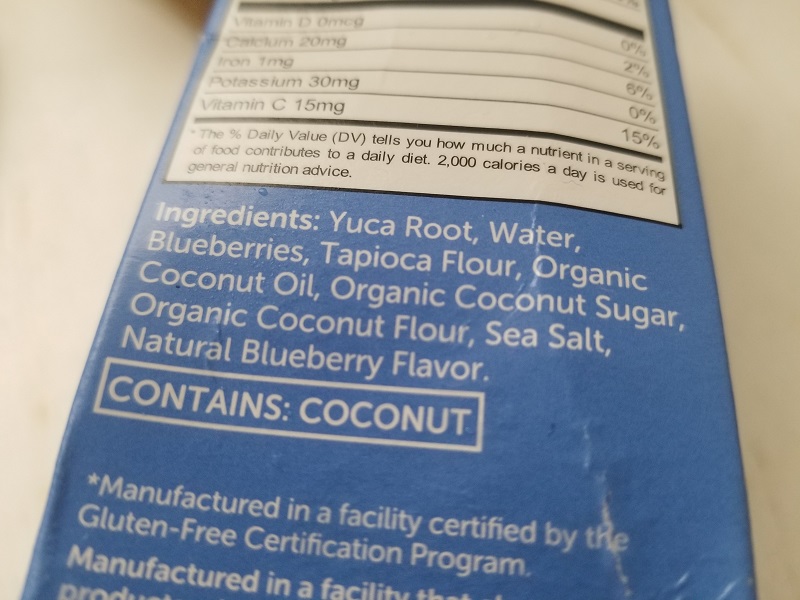 Vitamin D 0mcg 0%
Calcium 20mg 2%
Iron 1mg 6%
Potassium 30mg 0%
Vitamin C 15mg 15%
*The % Daily Value (DV) tells you how much a nutrient in a serving
of food contributes to a daily diet. 2,000 calories a day is used for
general nutrition advice.
Ingredients: Yuca Root, Water,
Blueberries, Tapioca Flour, Organic
Coconut Oil, Organic Coconut Sugar,
Organic Coconut Flour, Sea Salt,
Natural Blueberry Flavor.
CONTAINS: COCONUT
*Manufactured in a facility certified by the
Gluten-Free Certification Program.
Manufactured in a facility that